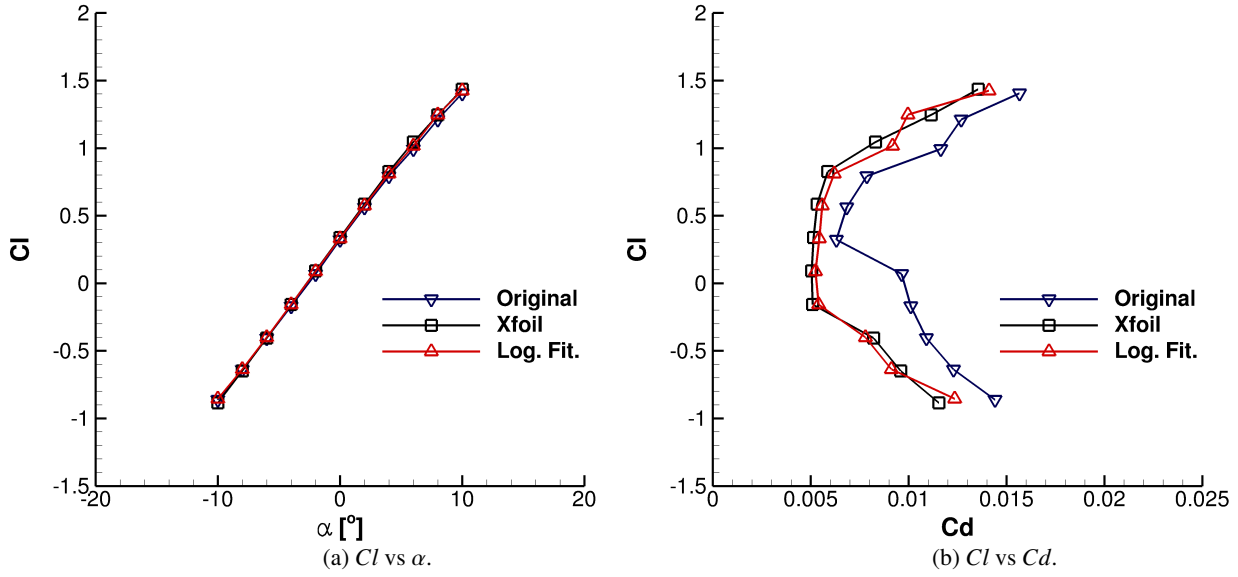 2
1.5
1
0.5
0
-0.5
-1
-1.5
Cl
-20
-10
0
10
20
α [°]
Original
Xfoil
Log. Fit.
(a) Cl vs α.
2
1.5
1
0.5
0
-0.5
-1
-1.5
Cl
0
0.005
0.01
0.015
0.02
0.025
Cd
Original
Xfoil
Log. Fit.
(b) Cl vs Cd.